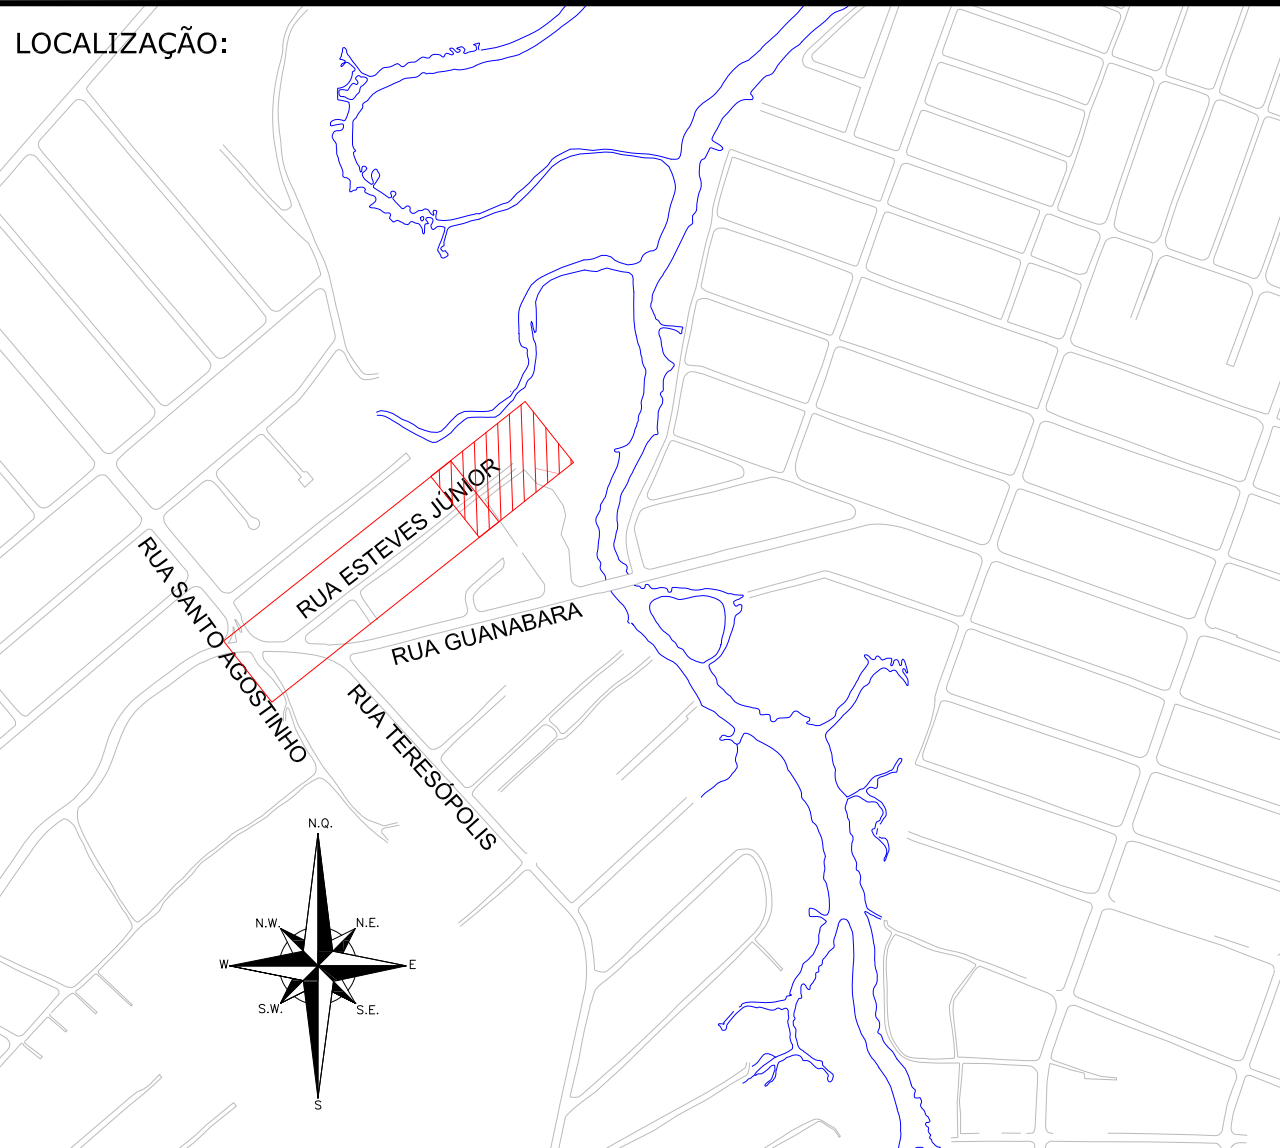 LOCALIZAÇÃO:
RUA ESTEVES JÚNIOR
RUA SANTO AGOSTINHO
RUA GUANABARA
RUA TERESÓPOLIS
N.Q.
N.W.
N.E.
W
E
S.W.
S.E.
S